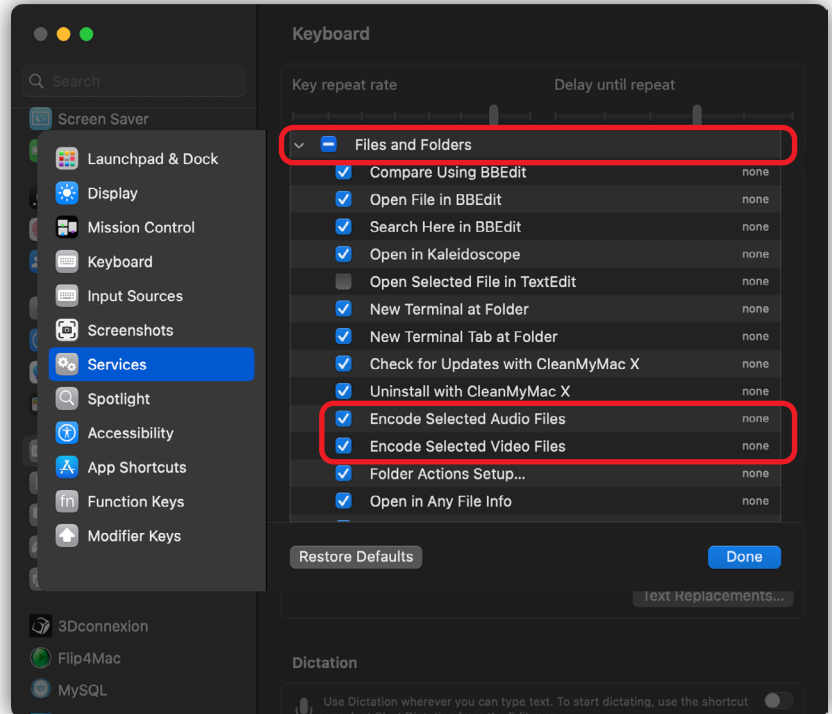 Keyboard
Search
Key repeat rate
Delay until repeat
Screen Saver
Launchpad & Dock
Display
Mission Control
Keyboard
Input Sources
Screenshots
Services
Spotlight
Accessibility
App Shortcuts
fn
Function Keys
Modifier Keys
Files and Folders
Compare Using BBEdit none
Open File in BBEdit none
Search Here in BBEdit none
Open in Kaleidoscope none
Open Selected File in TextEdit none
New Terminal at Folder none
New Terminal Tab at Folder none
Check for Updates with CleanMyMac X none
Uninstall with CleanMyMac X none
Encode Selected Audio Files none
Encode Selected Video Files none
Folder Actions Setup... none
Open in Any File Info none
Restore Defaults
Done
Text Replacements...
3Dconnexion
Flip4Mac
MySQL
Dictation
Use Dictation wherever you can type text. To start dictating, use the shortcut